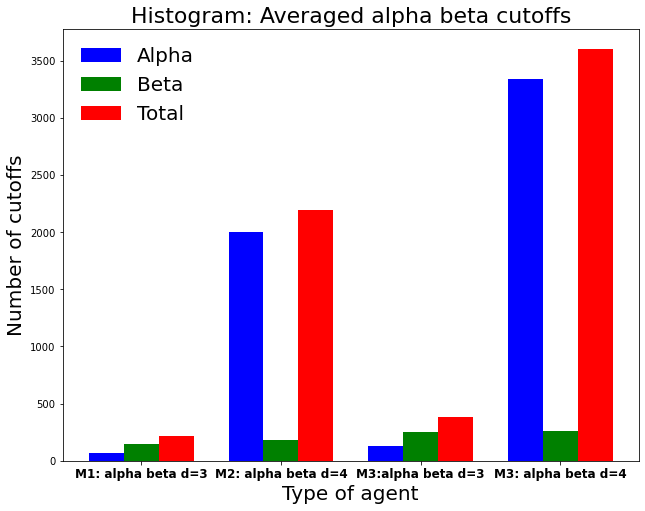 Histogram: Averaged alpha beta cutoffs
Alpha
Beta
Total
Number of cutoffs
3500
3000
2500
2000
1500
1000
500
0
M1: alpha beta d=3 M2: alpha beta d=4 M3:alpha beta d=3 M3: alpha beta d=4
Type of agent